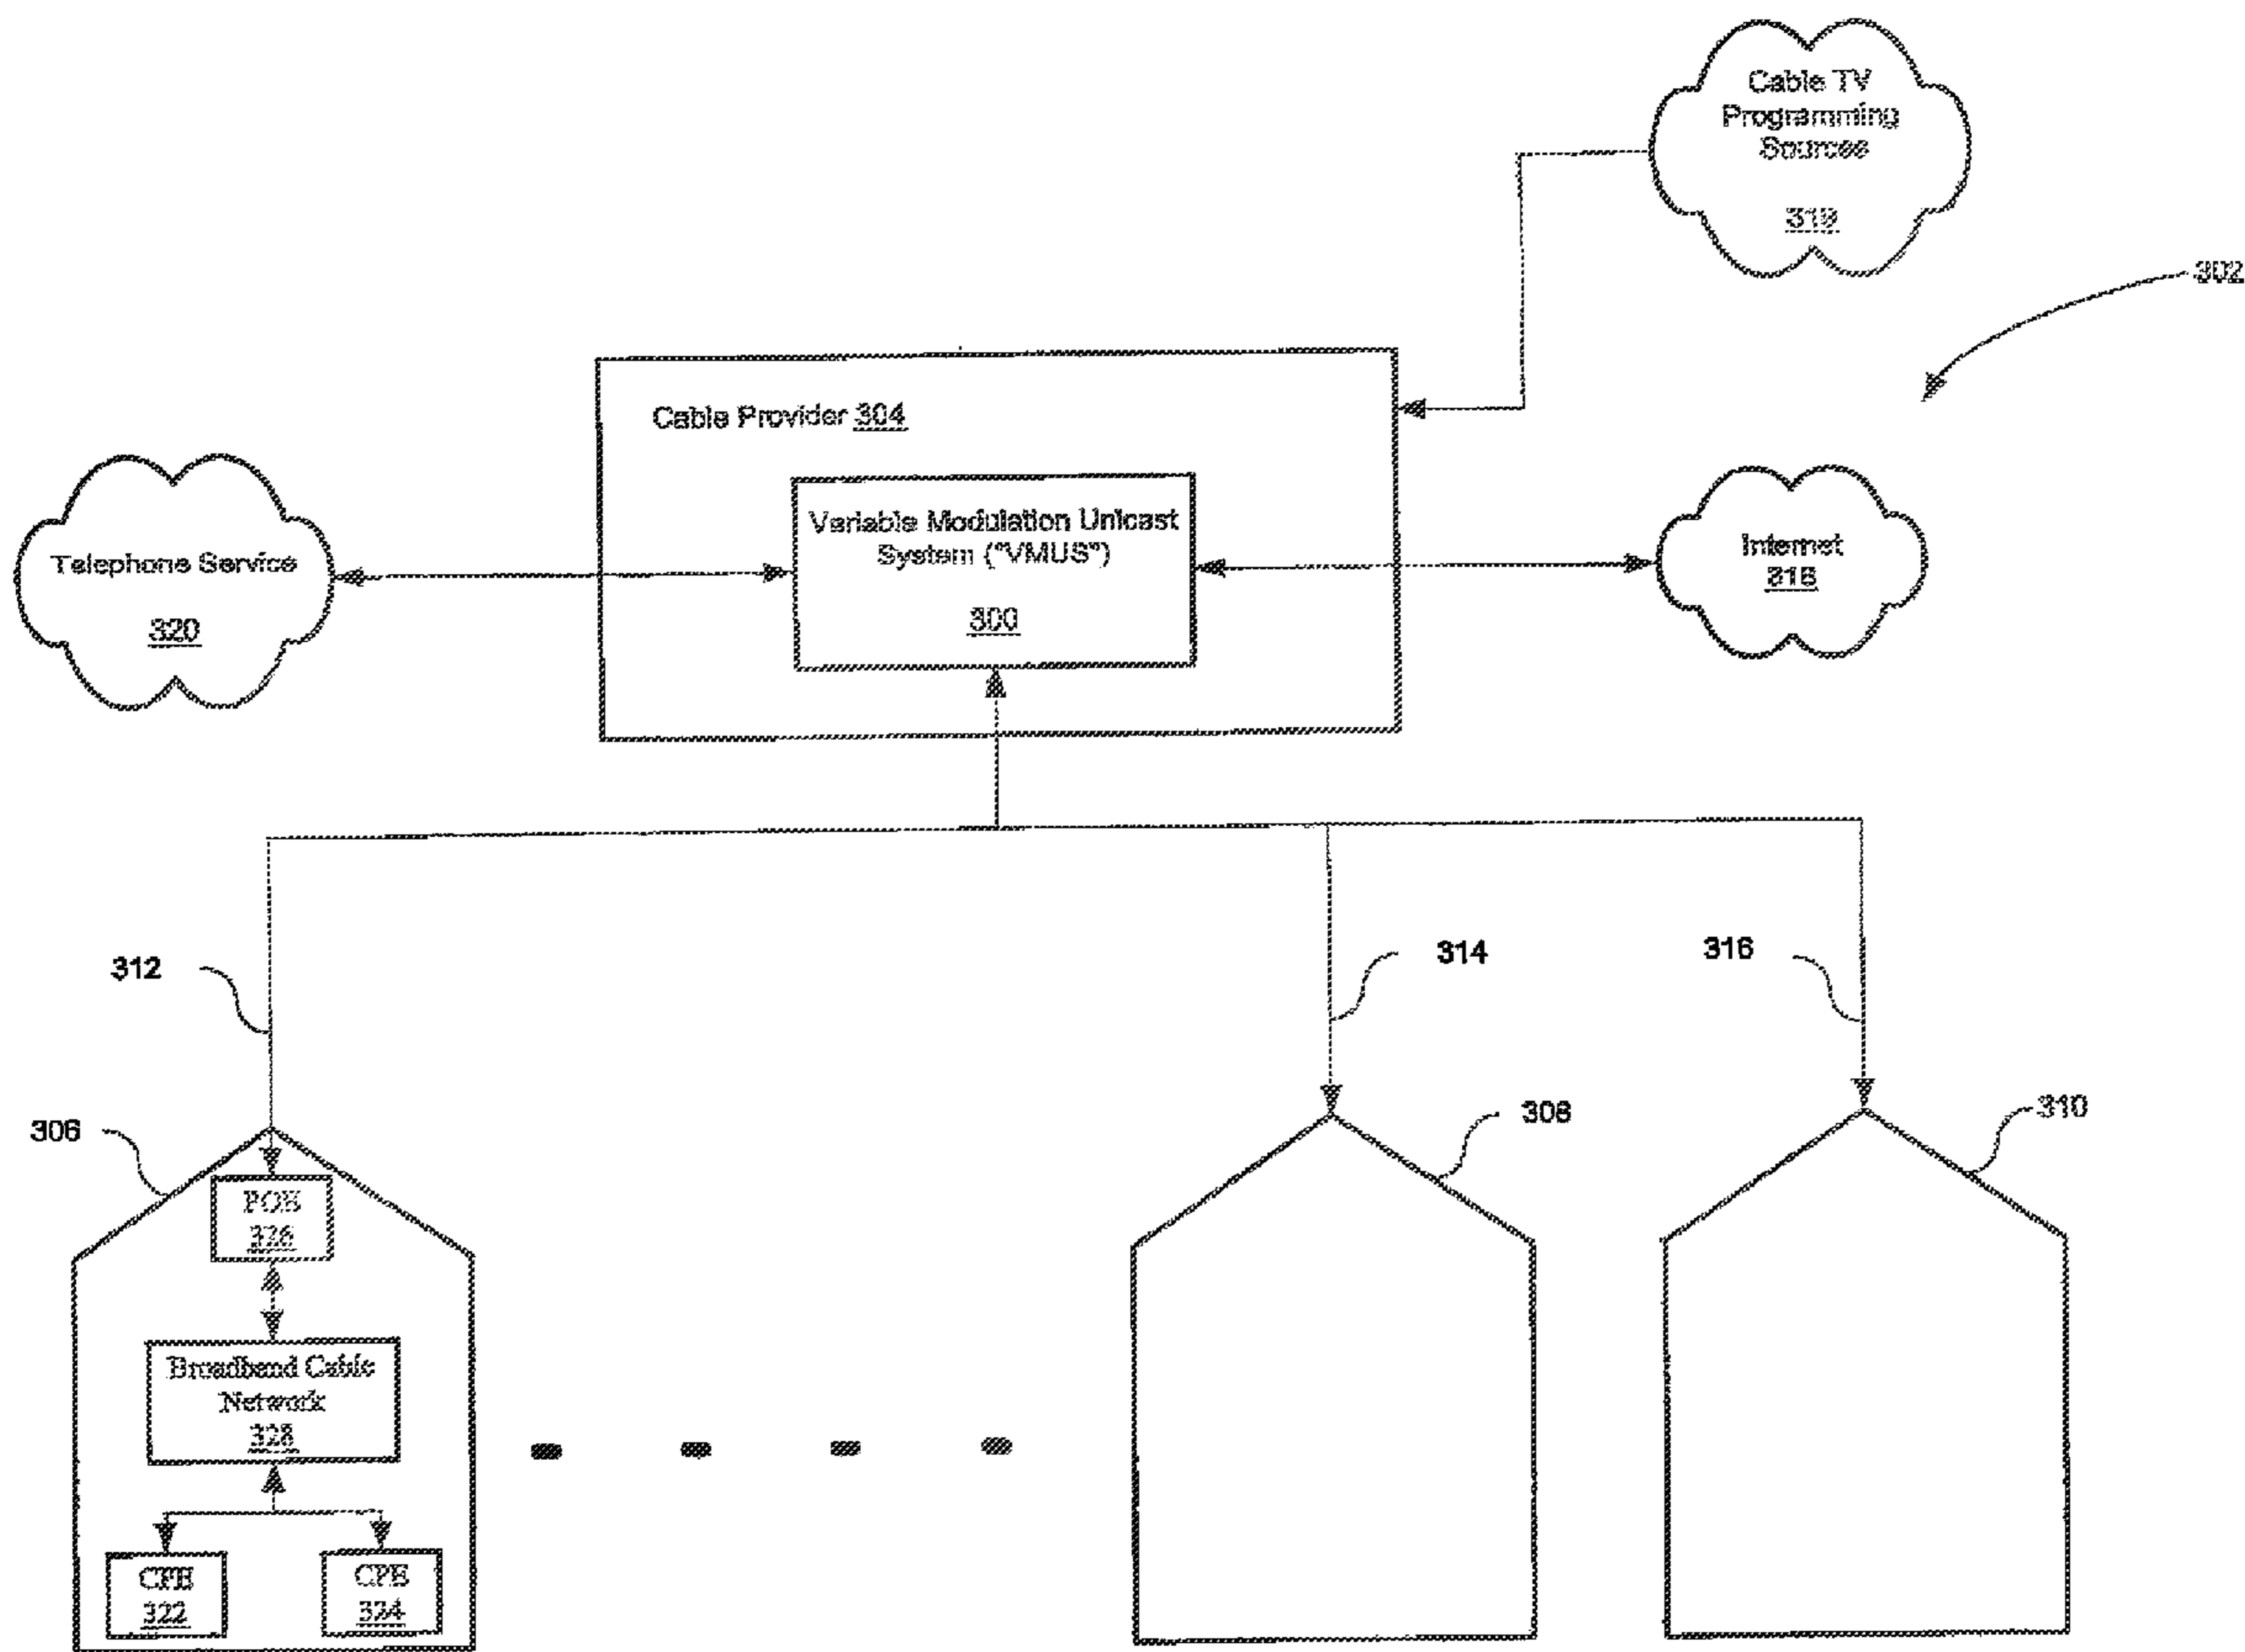 Cable TV
Programming
Sources
302
Cable Provider 304
Variable Modulation Unicast
System ("VMUS")
300
Telephone Service
320
Internet
312
314
316
306
308
310
POE
326
Broadband Cable
Network
328
CPE
322
CPE
324